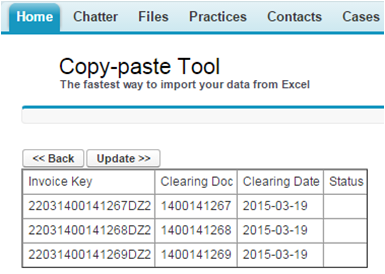 Home Chatter Files Practices Contacts Cases
Copy-paste Tool
The fastest way to import your data from Excel
<< Back Update >>
Invoice Key Clearing Doc Clearing Date Status
22031400141267DZ2 1400141267 2015-03-19
22031400141268DZ2 1400141268 2015-03-19
22031400141269DZ2 1400141269 2015-03-19